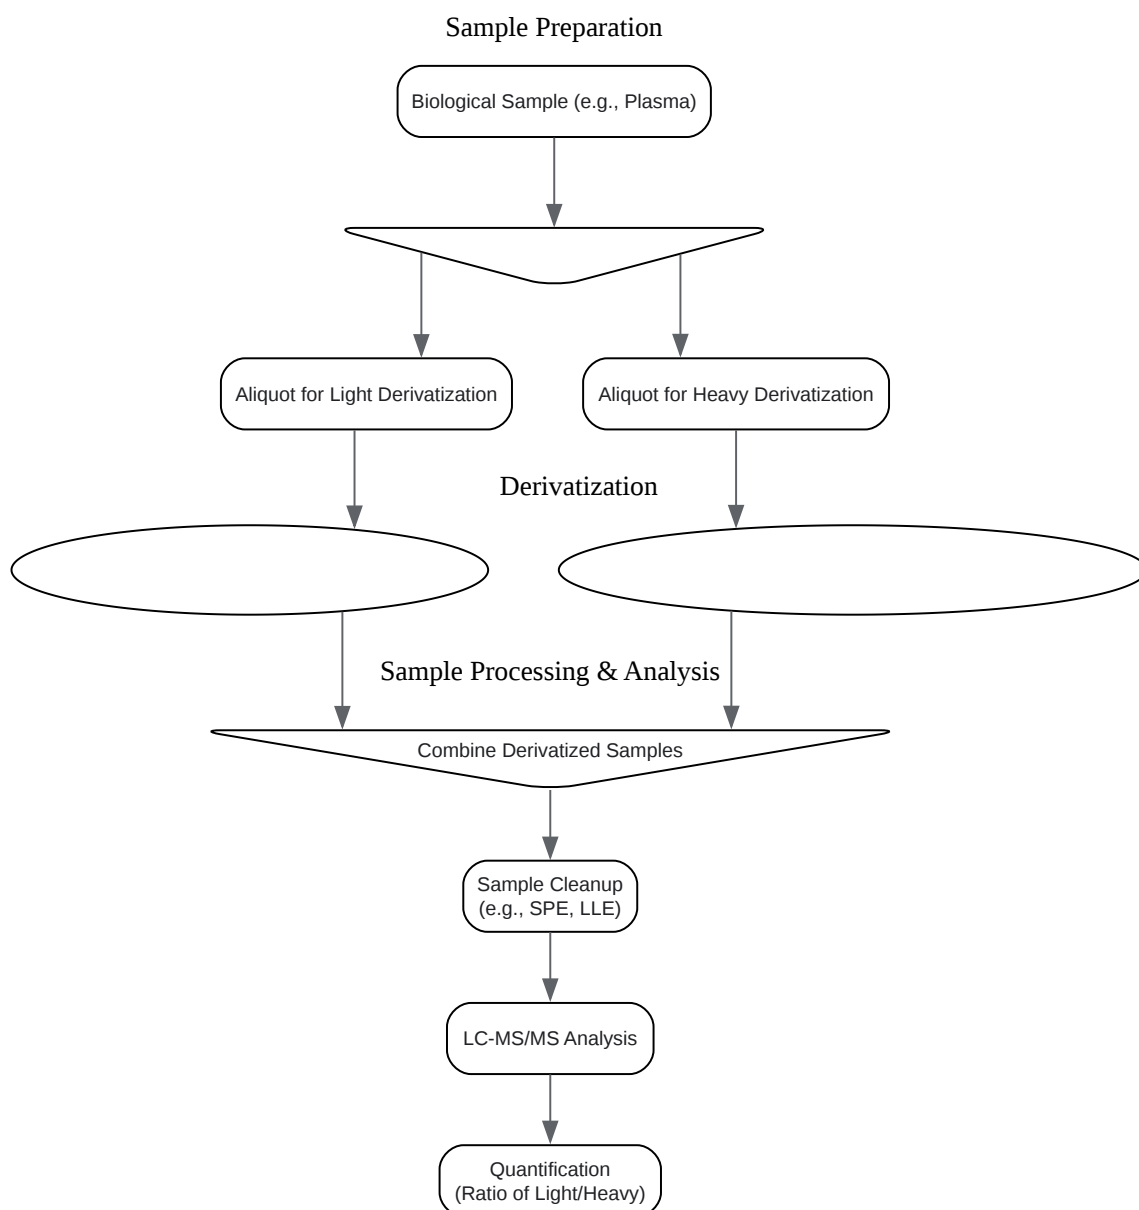 Sample Preparation
Biological Sample (e.g., Plasma)
Aliquot for Light Derivatization
Aliquot for Heavy Derivatization
Derivatization
Sample Processing & Analysis
Combine Derivatized Samples
Sample Cleanup
(e.g., SPE, LLE)
LC-MS/MS Analysis
Quantification
(Ratio of Light/Heavy)